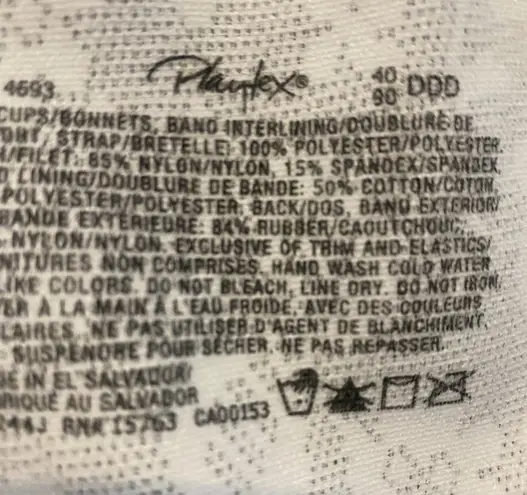 4693 Playtex® 40 DDD
90
CUPS/BONNETS, BAND INTERLINING/DOUBLURE DE
STRAP/BRETELLE: 100% POLYESTER/POLYESTER.
/FILET: 85% NYLON/NYLON, 15% SPANDEX/SPANDEX,
LINING/DOUBLURE DE BANDE: 50% COTTON/COTON,
POLYESTER/POLYESTER, BACK/DOS, BAND EXTERIOR/
BANDE EXTERIEURE: 84% RUBBER/CAOUTCHOUC,
NYLON/NYLON. EXCLUSIVE OF TRIM AND ELASTICS/
NITURES NON COMPRISES. HAND WASH COLD WATER
IKE COLORS. DO NOT BLEACH, LINE DRY. DO NOT IRON/
ER A LA MAIN À L'EAU FROIDE, AVEC DES COULEURS
LAIRES, NE PAS UTILISER D'AGENT DE BLANCHIMENT,
SUSPENDRE POUR SECHER, NE PAS REPASSER.
E IN EL SALVADOR/
RIQUÉ AU SALVADOR
RN# 15763 CA00153